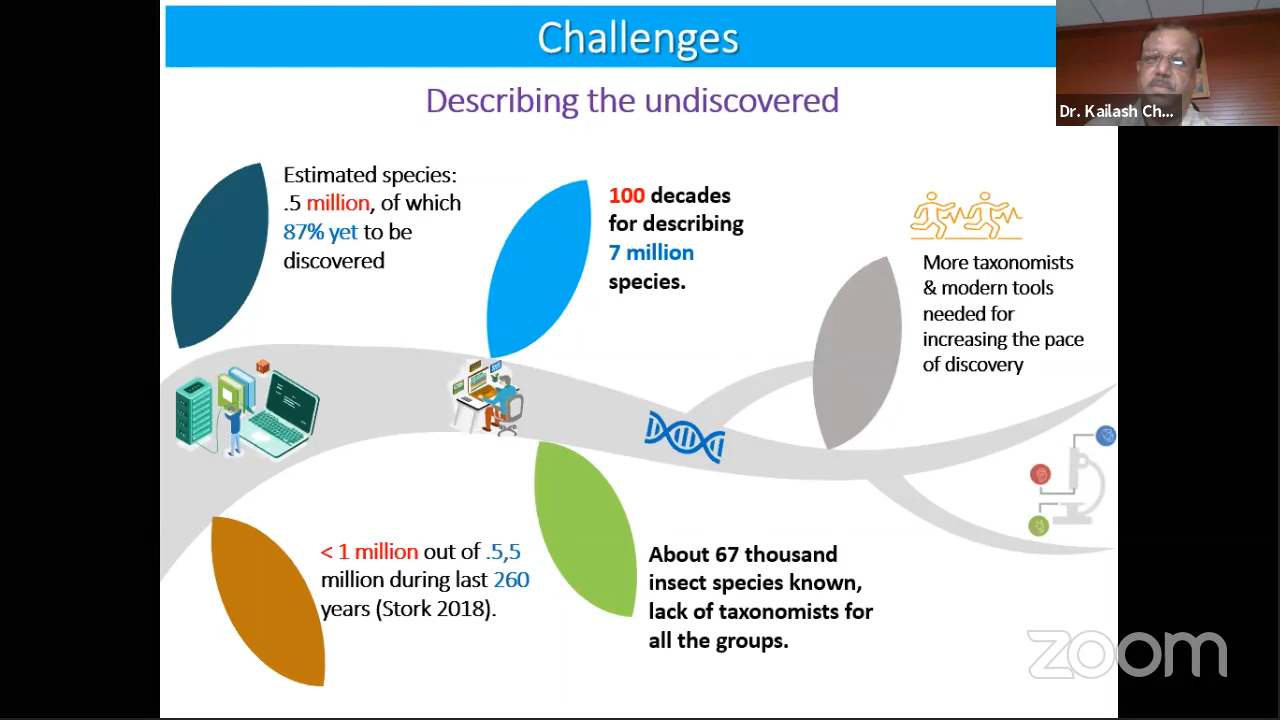 Challenges
Describing the undiscovered
Dr. Kailash Ch...
Estimated species:
.5 million, of which
87% yet to be
discovered
100 decades
for describing
7 million
species.
More taxonomists
& modern tools
needed for
increasing the pace
of discovery
< 1 million out of .5,5
million during last 260
years (Stork 2018).
About 67 thousand
insect species known,
lack of taxonomists for
all the groups.
zoom